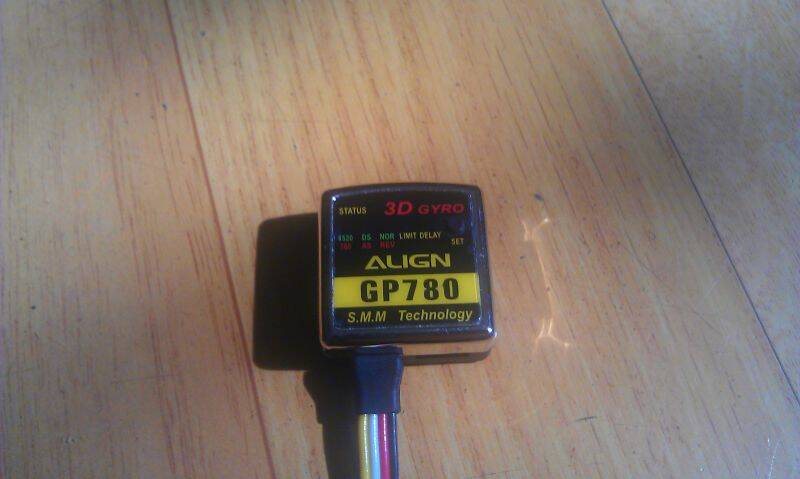 STATUS 3D GYRO
1520 DS NOR LIMIT DELAY
760 AS REV SET
ALIGN
GP780
S.M.M Technology